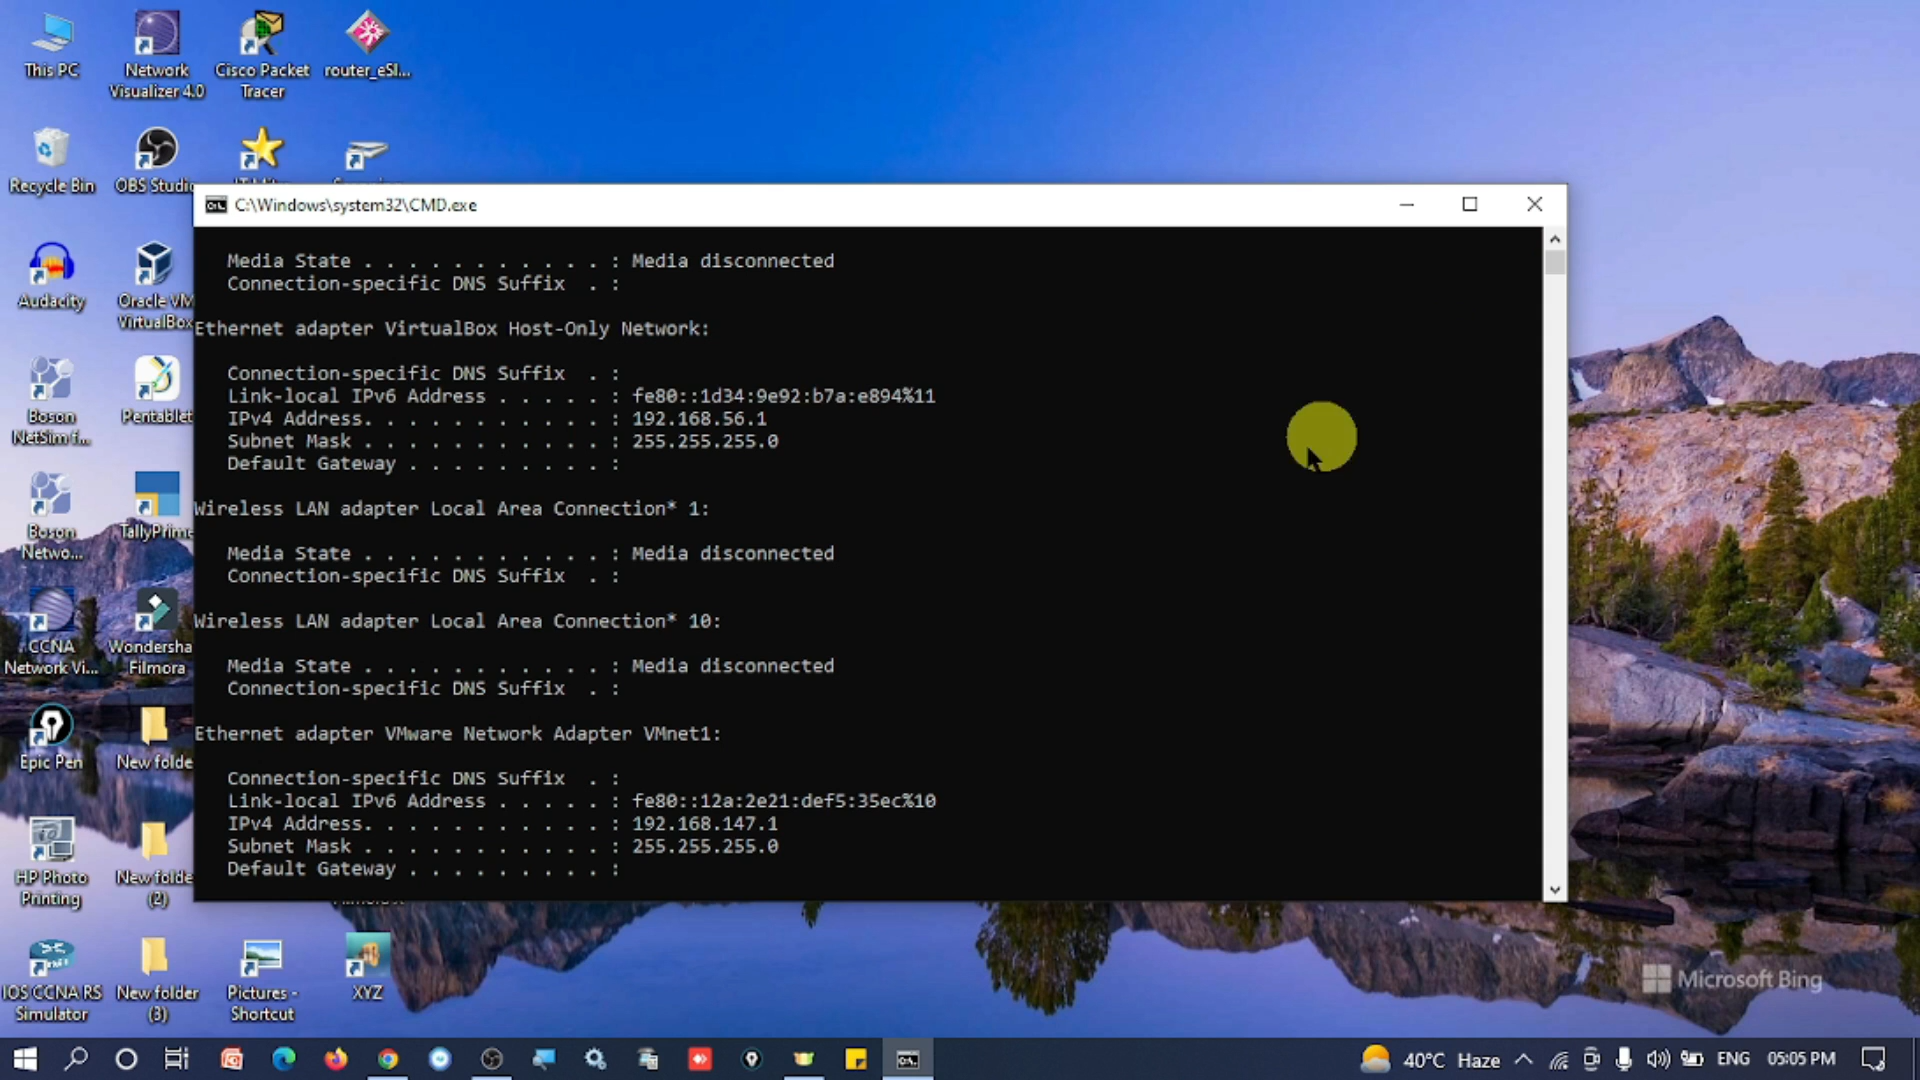 This PC
Network
Visualizer 4.0
Cisco Packet
Tracer
router_eSI...
Recycle Bin
OBS Studio
Audacity
Oracle VM
VirtualBox
Boson
NetSim f...
Pentablet
Boson
Netwo...
TallyPrime
CCNA
Network Vi...
Wondersha
Filmora
Epic Pen
New folde
HP Photo
Printing
New folde
(2)
IOS CCNA RS
Simulator
New folder
(3)
Pictures -
Shortcut
XYZ
C:\Windows\system32\CMD.exe
Media State . . . . . . . . . . . : Media disconnected
Connection-specific DNS Suffix  . :
Ethernet adapter VirtualBox Host-Only Network:
Connection-specific DNS Suffix  . :
Link-local IPv6 Address . . . . . : fe80::1d34:9e92:b7a:e894%11
IPv4 Address. . . . . . . . . . . : 192.168.56.1
Subnet Mask . . . . . . . . . . . : 255.255.255.0
Default Gateway . . . . . . . . . :
Wireless LAN adapter Local Area Connection* 1:
Media State . . . . . . . . . . . : Media disconnected
Connection-specific DNS Suffix  . :
Wireless LAN adapter Local Area Connection* 10:
Media State . . . . . . . . . . . : Media disconnected
Connection-specific DNS Suffix  . :
Ethernet adapter VMware Network Adapter VMnet1:
Connection-specific DNS Suffix  . :
Link-local IPv6 Address . . . . . : fe80::12a:2e21:def5:35ec%10
IPv4 Address. . . . . . . . . . . : 192.168.147.1
Subnet Mask . . . . . . . . . . . : 255.255.255.0
Default Gateway . . . . . . . . . :
Microsoft Bing
40°C Haze
ENG
05:05 PM